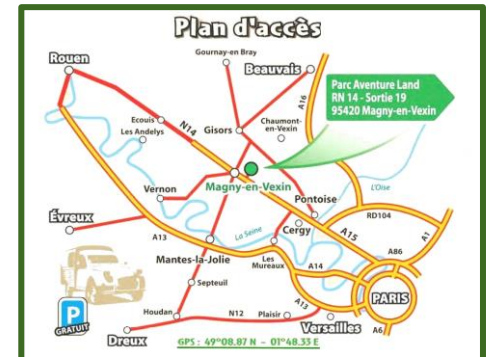 Plan d'accès
Gournay-en Bray
Rouen
Beauvais
Parc Aventure Land
RN 14 - Sortie 19
95420 Magny-en-Vexin
A16
Ecouis
Les Andelys
N14
Gisors
Chaumont-
en-Vexin
Magny-en-Vexin
Vernon
Pontoise
L'Oise
Évreux
A13
La Seine
Cergy
A15
RD104
Mantes-la-Jolie
Les
Mureaux
A14
A86
A1
Septeuil
A13
PARIS
P
GRATUIT
Houdan
N12
Plaisir
Versailles
A6
Dreux
GPS : 49°08.87 N - 01°48.33 E